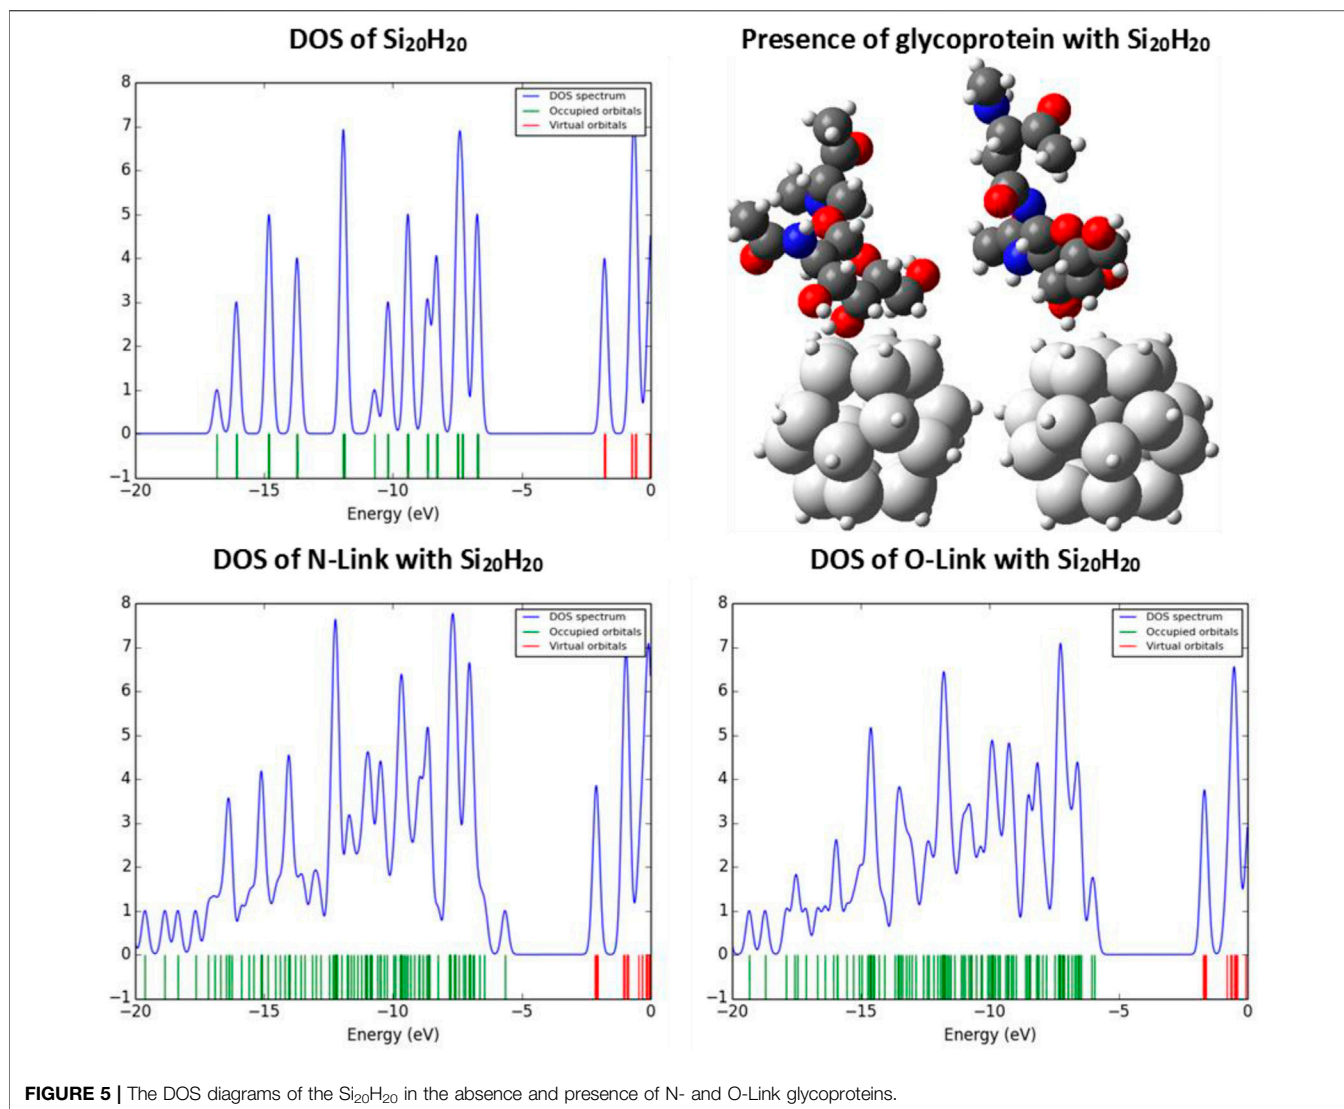 DOS of Si₂₀H₂₀
8
7
6
5
4
3
2
1
0
−1
−20
−15
−10
−5
0
Energy (eV)
DOS spectrum
Occupied orbitals
Virtual orbitals
Presence of glycoprotein with Si₂₀H₂₀
DOS of N-Link with Si₂₀H₂₀
8
7
6
5
4
3
2
1
0
−1
−20
−15
−10
−5
0
Energy (eV)
DOS spectrum
Occupied orbitals
Virtual orbitals
DOS of O-Link with Si₂₀H₂₀
8
7
6
5
4
3
2
1
0
−1
−20
−15
−10
−5
0
Energy (eV)
DOS spectrum
Occupied orbitals
Virtual orbitals
FIGURE 5 | The DOS diagrams of the Si₂₀H₂₀ in the absence and presence of N- and O-Link glycoproteins.